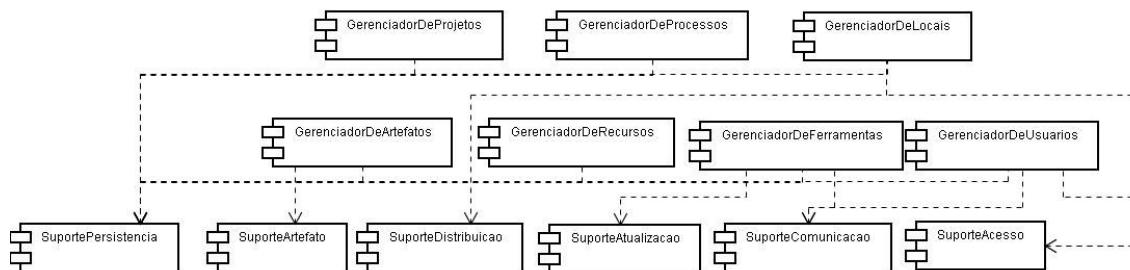 GerenciadorDeProjetos
GerenciadorDeProcessos
GerenciadorDeLocais
GerenciadorDeArtefatos
GerenciadorDeRecursos
GerenciadorDeFerramentas
GerenciadorDeUsuarios
SuportePersistencia
SuporteArtefato
SuporteDistribuicao
SuporteAtualizacao
SuporteComunicacao
SuporteAcesso